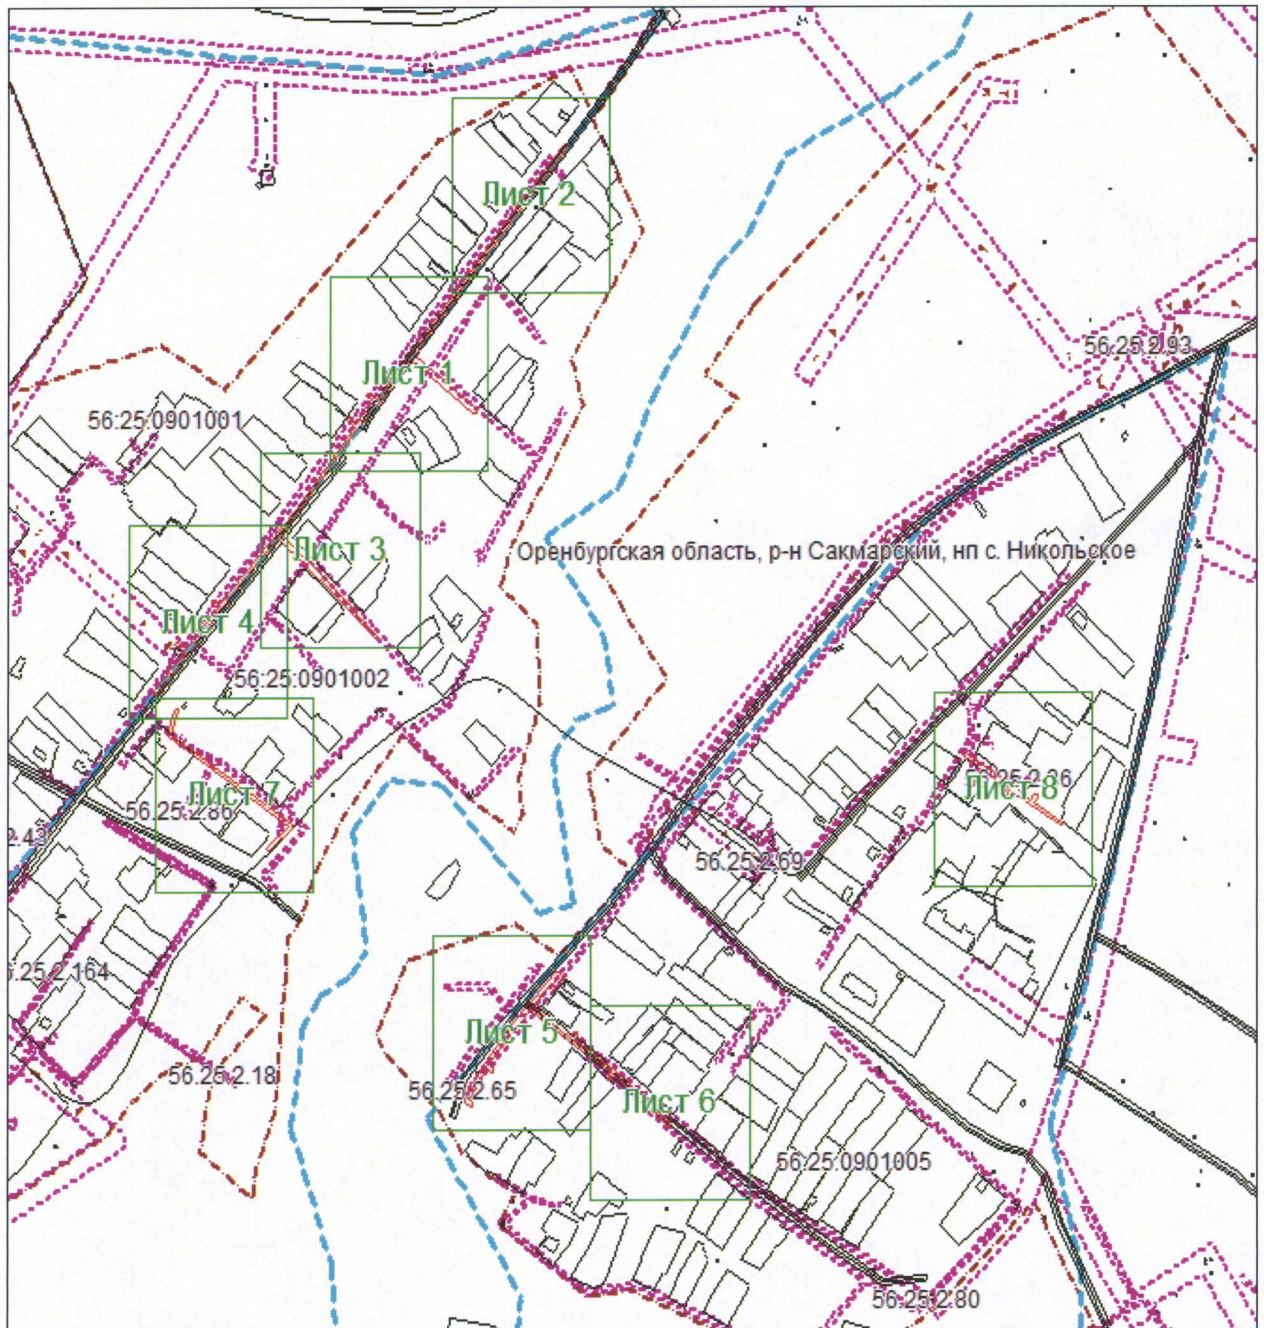 Лист 2
56:25:2.93
Лист 1
56:25:0901001
Лист 3
Оренбургская область, р-н Сакмарский, нп с. Никольское
Лист 4
56:25:0901002
Лист 7
56:25:2.86
Лист 8
2.43
56:25:2.69
:25:2.164
Лист 5
56:25:2.18
56:25:2.65
Лист 6
56:25:0901005
56:25:2.80